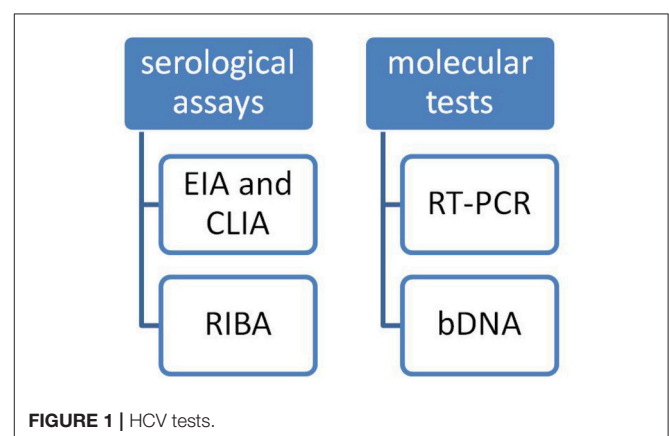 serological
assays
EIA and
CLIA
RIBA
molecular
tests
RT-PCR
bDNA
FIGURE 1 | HCV tests.